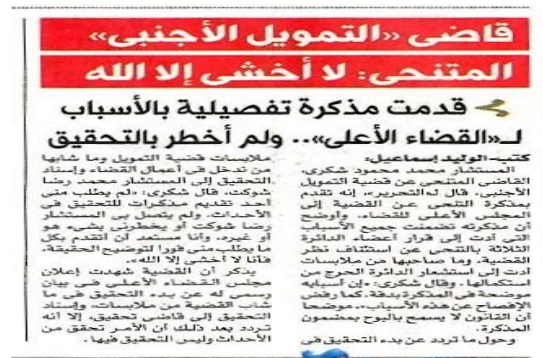 قاضى «التمويل الأجنبى»
المتنحى: لا أخشى إلا الله
قدمت مذكرة تفصيلية بالأسباب
لـ«القضاء الأعلى».. ولم أخطر بالتحقيق
كتب-الوليد إسماعيل:
المستشار محمد محمود شكرى،
القاضى المتنحى عن قضية التمويل
الأجنبى، قال لـ«التحرير»، إنه تقدم
بمذكرة التنحى عن القضية إلى
المجلس الأعلى للقضاء، وأوضح
أن مذكرته تضمنت جميع الأسباب
التى أدت إلى قرار أعضاء الدائرة
الثلاثة بالتنحى عن استئناف نظر
القضية، وما صاحبها من ملابسات
أدت إلى استشعار الدائرة الحرج من
استكمالها. وقال شكرى: «إن أسبابه
موضحة فى المذكرة بدقة. كما رفض
الإفصاح عن هذه الأسباب..، موضحا
أن القانون لا يسمح بالبوح بمضمون
المذكرة.
وحول ما تردد عن بدء التحقيق فى
ملابسات قضية التمويل وما شابها
من تدخل فى أعمال القضاء وإسناد
التحقيق إلى المستشار محمد رضا
شوكت، قال شكرى: «لم يطلب منى
أحد تقديم مذكرات للتحقيق فى
الأحداث، ولم يتصل بى المستشار
رضا شوكت أو يخطرنى بشىء هو
أو غيره، وأنا مستعد أن أتقدم بكل
ما يطلب منى فورا لتوضيح الحقيقة،
فأنا لا أخشى إلا الله».
يذكر أن القضية شهدت إعلان
مجلس القضاء الأعلى فى بيان
رسمى له عن بدء التحقيق فى ما
شاب القضية من ملابسات، وإسناد
التحقيق إلى قاضى تحقيق، إلا أنه
تردد بعد ذلك أن الأمر تحقق من
الأحداث وليس التحقيق فيها.